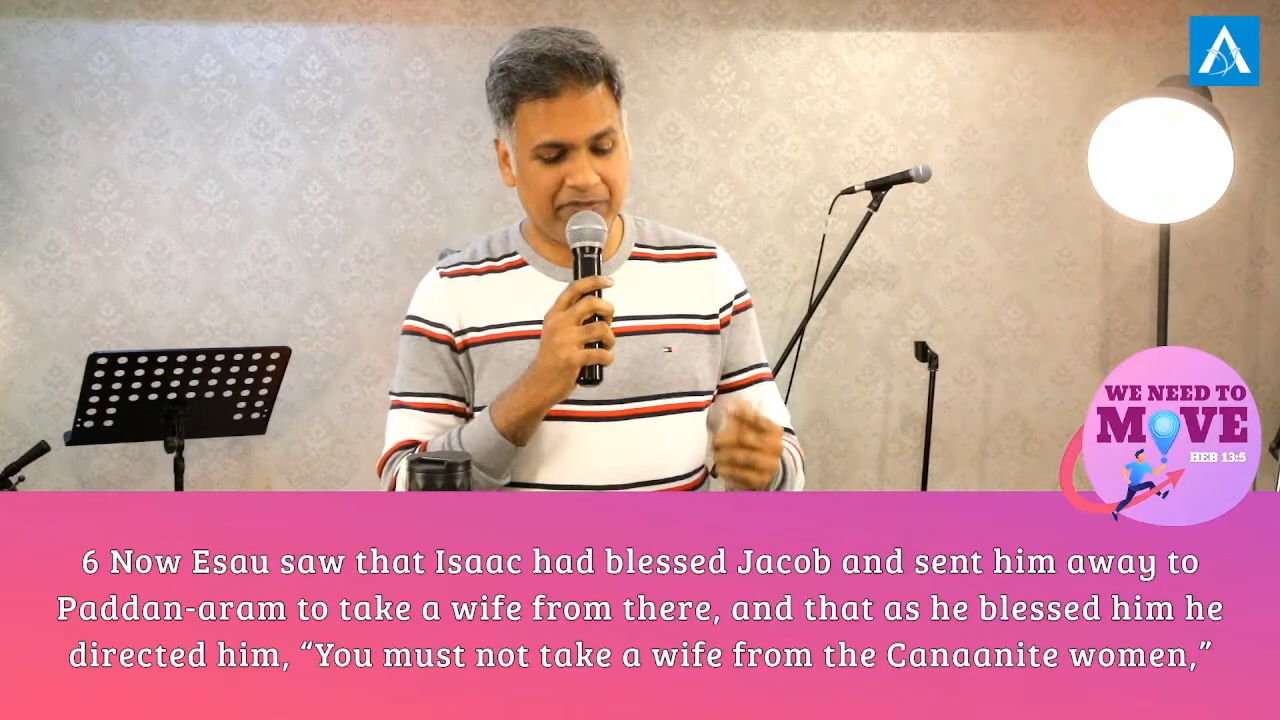 WE NEED TO
MOVE
HEB 13:5
6 Now Esau saw that Isaac had blessed Jacob and sent him away to
Paddan-aram to take a wife from there, and that as he blessed him he
directed him, “You must not take a wife from the Canaanite women,”